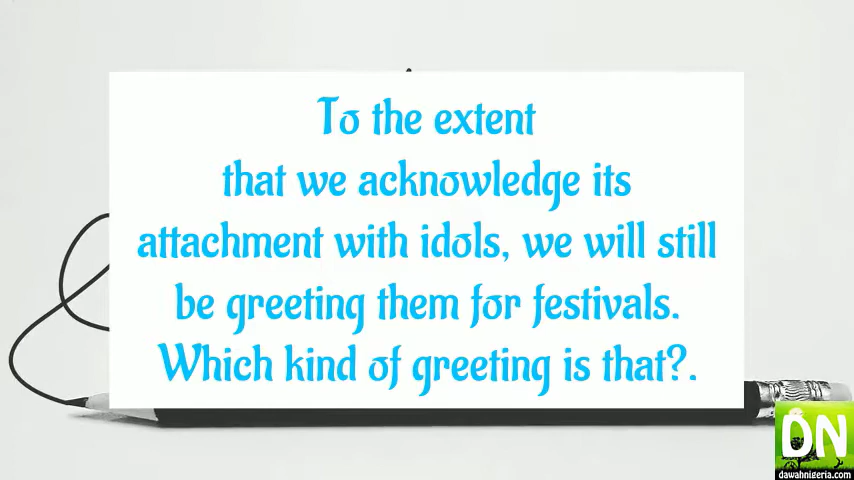 To the extent
that we acknowledge its
attachment with idols, we will still
be greeting them for festivals.
Which kind of greeting is that?.
DN
dawahnigeria.com